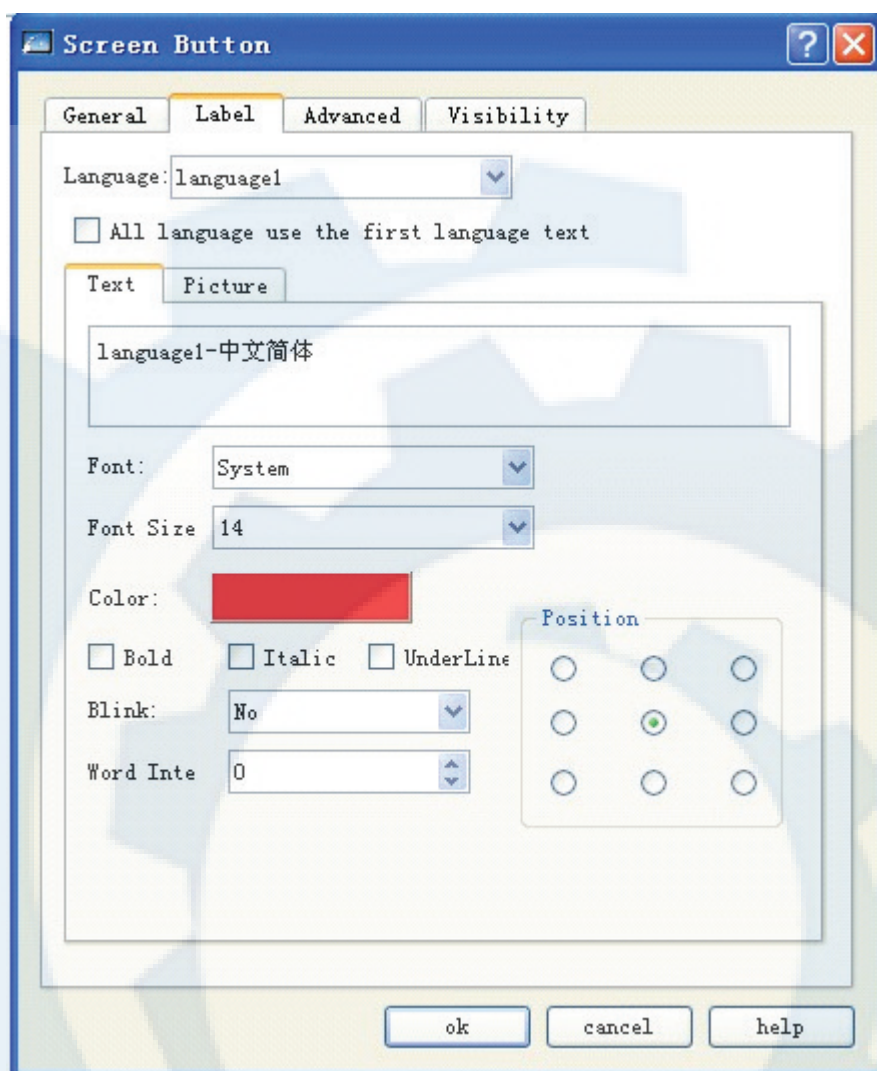 Screen Button
General Label Advanced Visibility
Language: language1
All language use the first language text
Text Picture
language1-中文简体
Font: System
Font Size 14
Color:
Position
Bold Italic UnderLine
Blink: No
Word Inte 0
ok cancel help